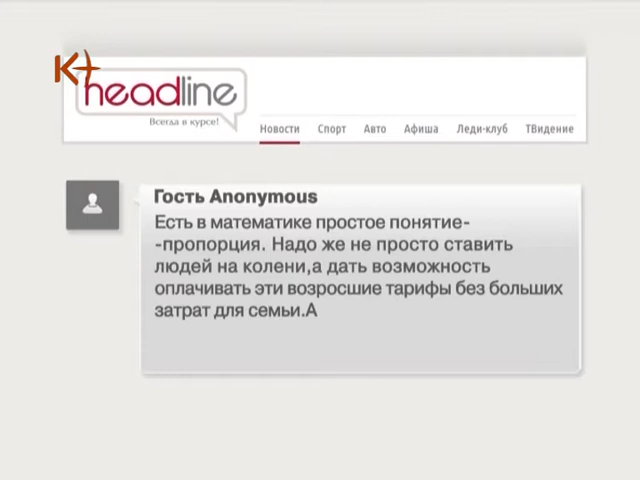 K+
headline
Всегда в курсе!
Новости Спорт Авто Афиша Леди-клуб ТВидение
Гость Anonymous
Есть в математике простое понятие-
-пропорция. Надо же не просто ставить
людей на колени,а дать возможность
оплачивать эти возросшие тарифы без больших
затрат для семьи.А